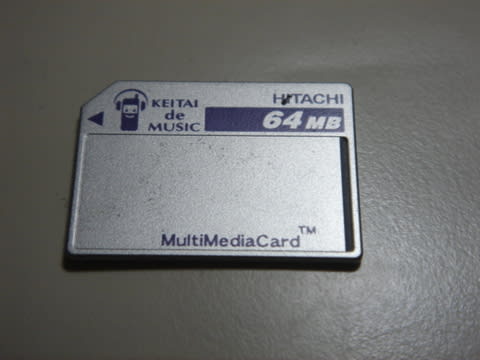 KEITAI
de
MUSIC
HITACHI
64 MB
MultiMediaCard™